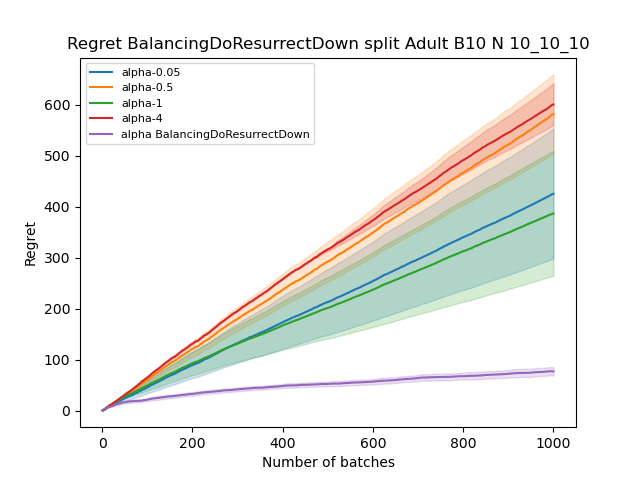 Regret BalancingDoResurrectDown split Adult B10 N 10_10_10
alpha-0.05
alpha-0.5
alpha-1
alpha-4
alpha BalancingDoResurrectDown
Regret
600
500
400
300
200
100
0
0 200 400 600 800 1000
Number of batches